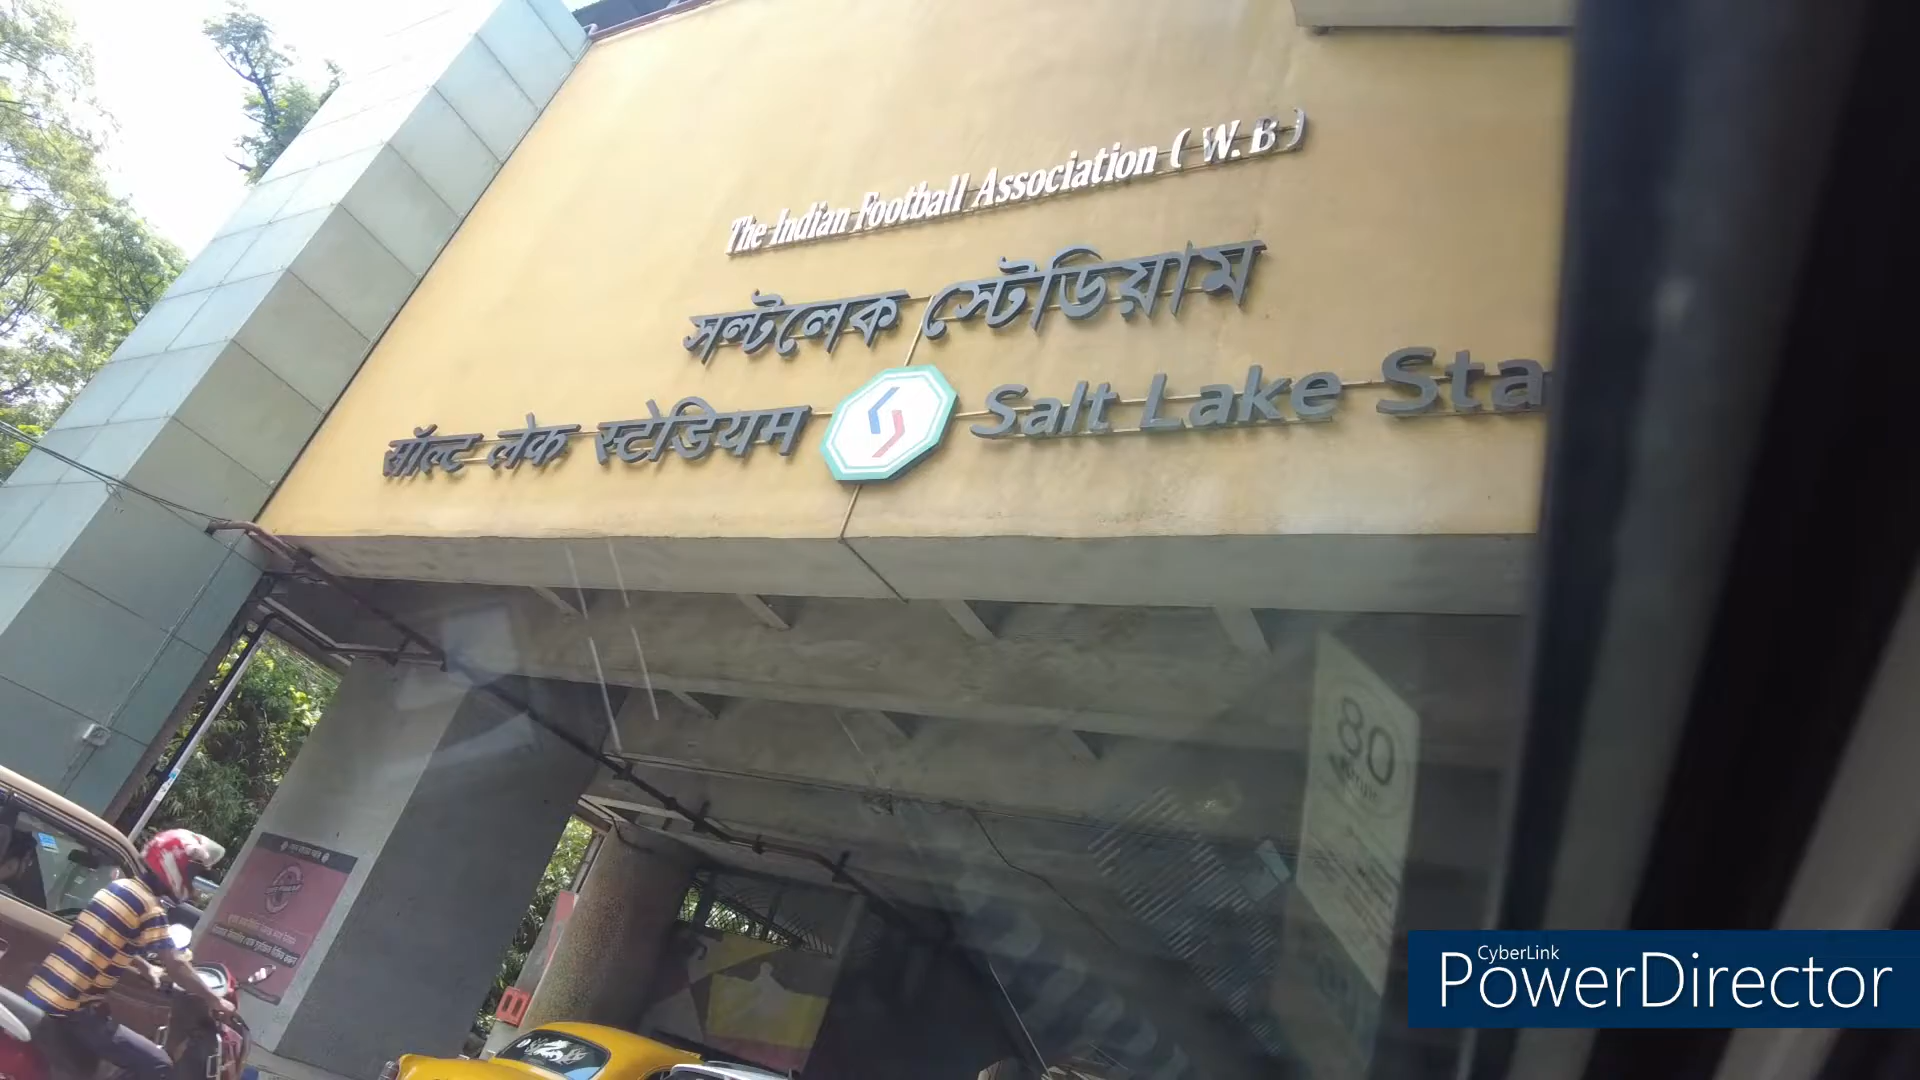 The Indian Football Association ( W. B )
সল্টলেক স্টেডিয়াম
सॉल्ट लेक स्टेडियम Salt Lake Sta
80
CyberLink
PowerDirector